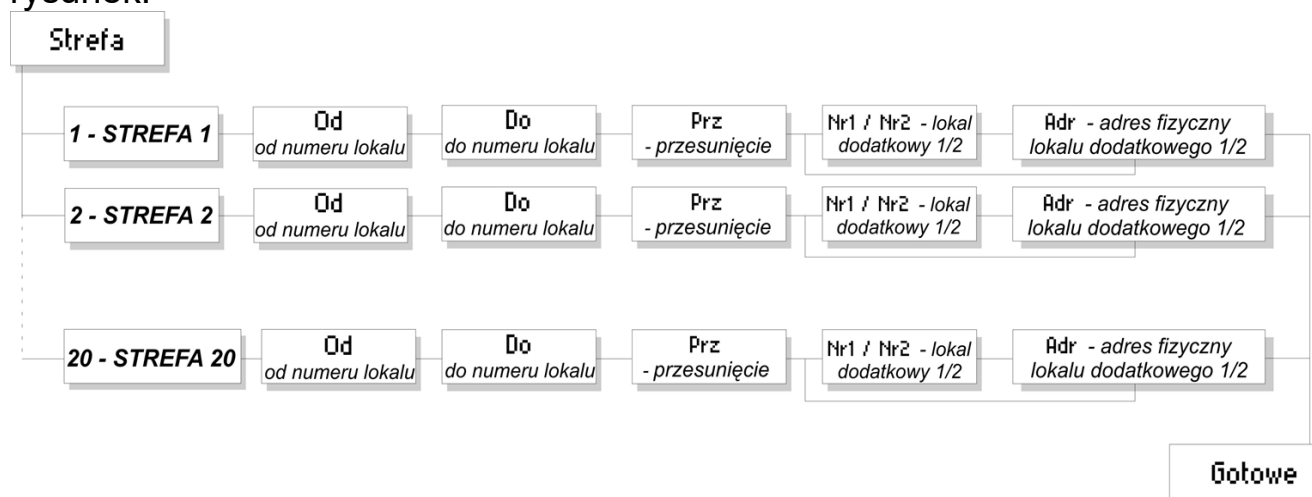 rysunek.
Strefa
1 - STREFA 1
Od
od numeru lokalu
Do
do numeru lokalu
Prz
- przesunięcie
Nr1 / Nr2 - lokal
dodatkowy 1/2
Adr - adres fizyczny
lokalu dodatkowego 1/2
2 - STREFA 2
Od
od numeru lokalu
Do
do numeru lokalu
Prz
- przesunięcie
Nr1 / Nr2 - lokal
dodatkowy 1/2
Adr - adres fizyczny
lokalu dodatkowego 1/2
20 - STREFA 20
Od
od numeru lokalu
Do
do numeru lokalu
Prz
- przesunięcie
Nr1 / Nr2 - lokal
dodatkowy 1/2
Adr - adres fizyczny
lokalu dodatkowego 1/2
Gotowe